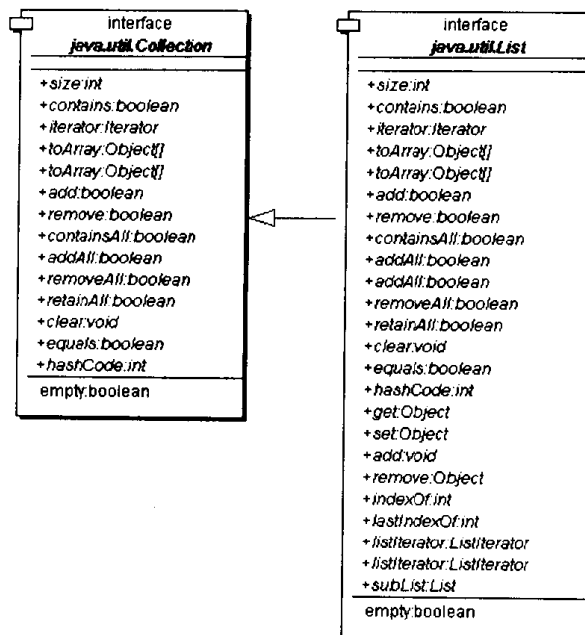 interface
java.util.Collection
+size:int
+contains:boolean
+iterator:Iterator
+toArray:Object[]
+toArray:Object[]
+add:boolean
+remove:boolean
+containsAll:boolean
+addAll:boolean
+removeAll:boolean
+retainAll:boolean
+clear:void
+equals:boolean
+hashCode:int
empty:boolean
interface
java.util.List
+size:int
+contains:boolean
+iterator:Iterator
+toArray:Object[]
+toArray:Object[]
+add:boolean
+remove:boolean
+containsAll:boolean
+addAll:boolean
+addAll:boolean
+removeAll:boolean
+retainAll:boolean
+clear:void
+equals:boolean
+hashCode:int
+get:Object
+set:Object
+add:void
+remove:Object
+indexOf:int
+lastIndexOf:int
+listIterator:ListIterator
+listIterator:ListIterator
+subList:List
empty:boolean